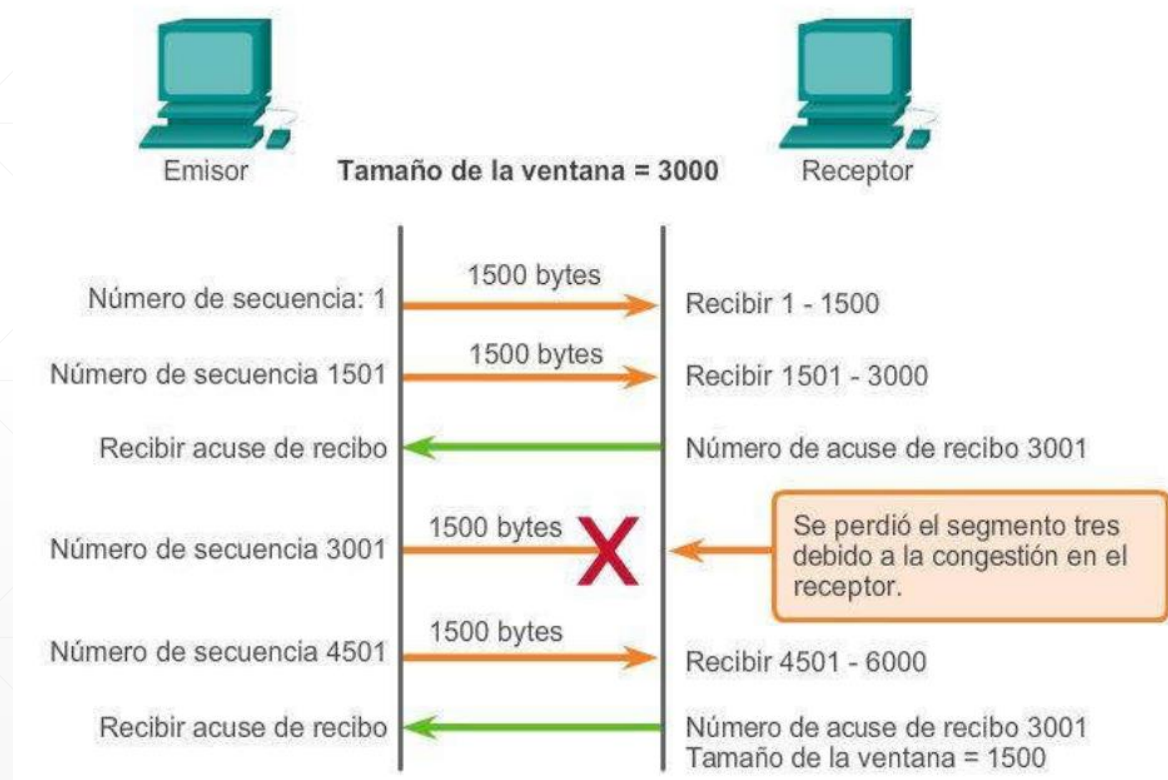 Emisor
Tamaño de la ventana = 3000
Receptor
Número de secuencia: 1
1500 bytes
Recibir 1 - 1500
Número de secuencia 1501
1500 bytes
Recibir 1501 - 3000
Recibir acuse de recibo
Número de acuse de recibo 3001
Número de secuencia 3001
1500 bytes
X
Se perdió el segmento tres
debido a la congestión en el
receptor.
Número de secuencia 4501
1500 bytes
Recibir 4501 - 6000
Recibir acuse de recibo
Número de acuse de recibo 3001
Tamaño de la ventana = 1500